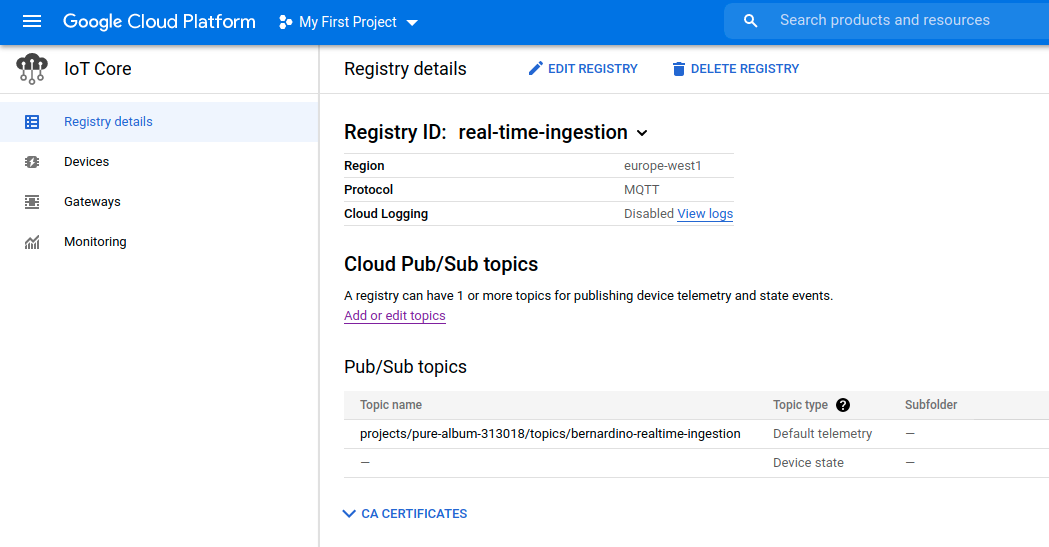 Google Cloud Platform My First Project Search products and resources
IoT Core
Registry details
Devices
Gateways
Monitoring
Registry details EDIT REGISTRY DELETE REGISTRY
Registry ID: real-time-ingestion
Region europe-west1
Protocol MQTT
Cloud Logging Disabled View logs
Cloud Pub/Sub topics
A registry can have 1 or more topics for publishing device telemetry and state events.
Add or edit topics
Pub/Sub topics
Topic name Topic type ? Subfolder
projects/pure-album-313018/topics/bernardino-realtime-ingestion Default telemetry —
— Device state —
CA CERTIFICATES